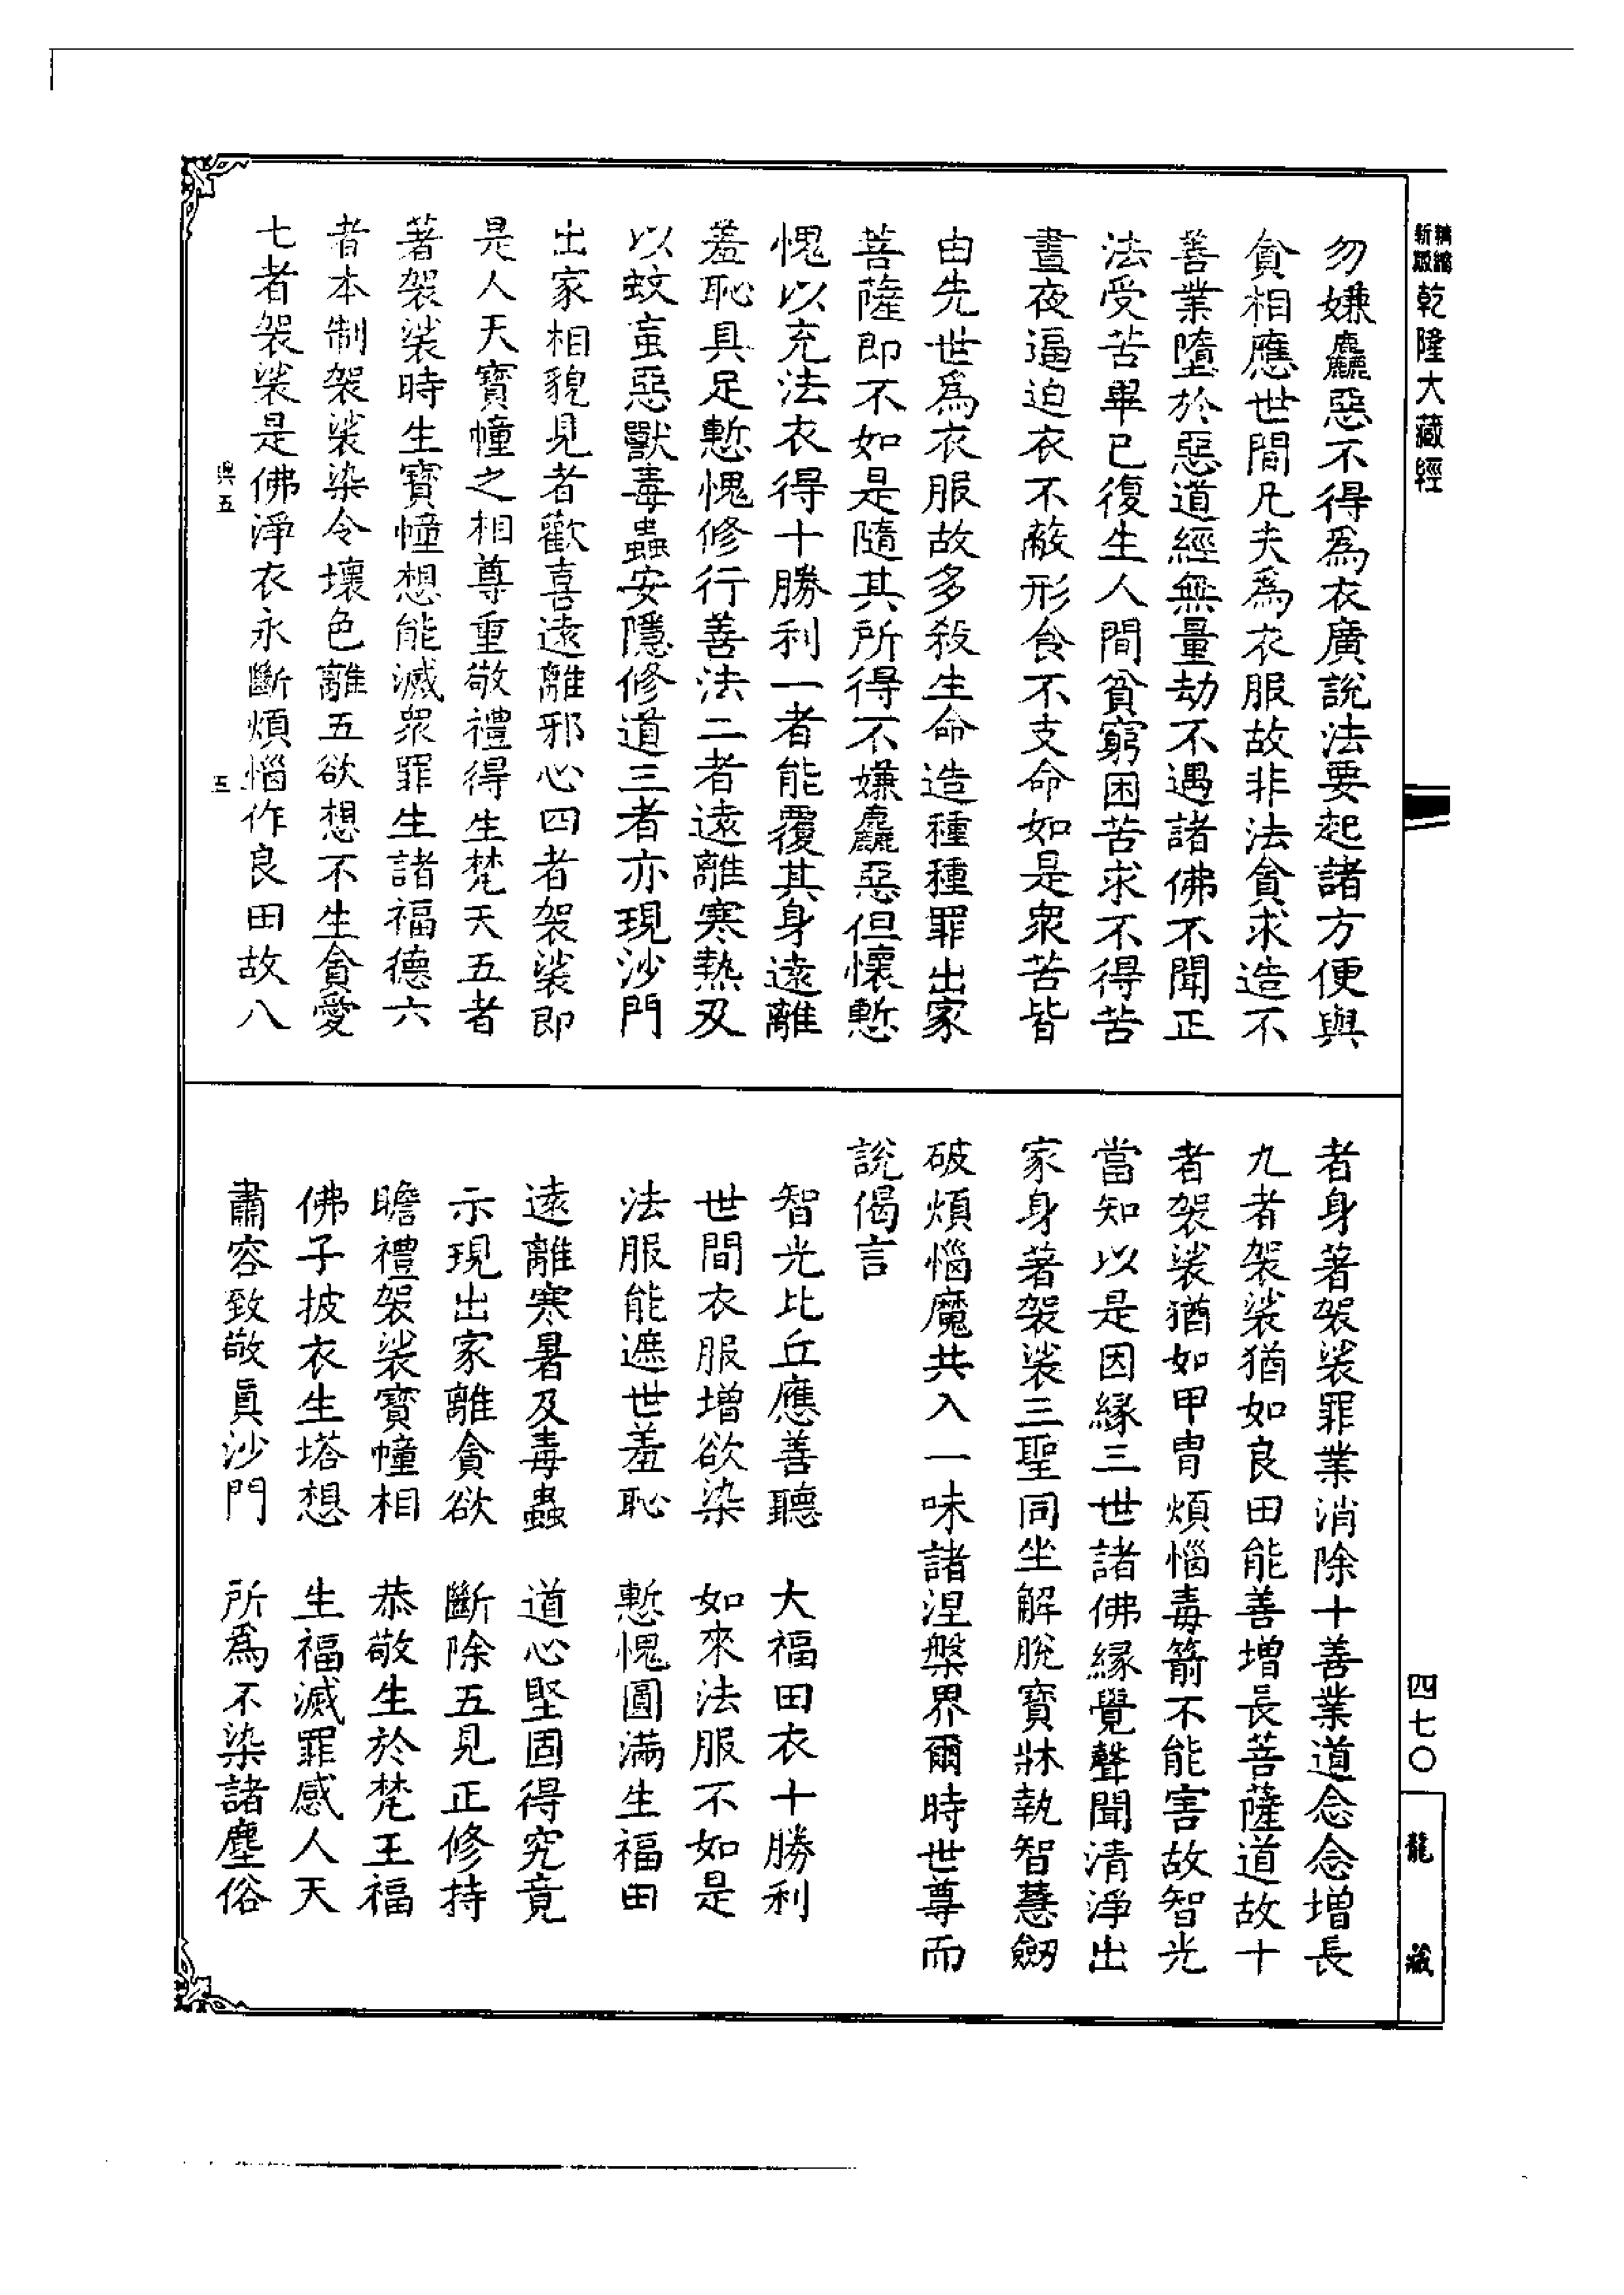 新編縮版乾隆大藏經
勿嫌麤惡不得爲衣廣說法要起諸方便與
貪相應世間凡夫爲衣服故非法貪求造不
善業墮於惡道經無量劫不遇諸佛不聞正
法受苦畢已復生人間貧窮困苦求不得苦
晝夜逼迫衣不蔽形食不支命如是衆苦皆
由先世爲衣服故多殺生命造種種罪出家
菩薩即不如是隨其所得不嫌麤惡但懷慙
愧以充法衣得十勝利一者能覆其身遠離
羞恥具足慙愧修行善法二者遠離寒熱及
以蚊䖟惡獸毒蟲安隱修道三者亦現沙門
出家相貌見者歡喜遠離邪心四者袈裟即
是人天寶幢之相尊重敬禮得生梵天五者
著袈裟時生寶幢想能滅衆罪生諸福德六
者本制袈裟染令壞色離五欲想不生貪愛
七者袈裟是佛淨衣永斷煩惱作良田故八
興五
五
者身著袈裟罪業消除十善業道念念增長
九者袈裟猶如良田能善增長菩薩道故十
者袈裟猶如甲冑煩惱毒箭不能害故智光
當知以是因緣三世諸佛緣覺聲聞清淨出
家身著袈裟三聖同坐解脫寶牀執智慧劒
破煩惱魔共入一味諸涅槃界爾時世尊而
說偈言
智光比丘應善聽　大福田衣十勝利
世間衣服增欲染　如來法服不如是
法服能遮世羞恥　慙愧圓滿生福田
遠離寒暑及毒蟲　道心堅固得究竟
示現出家離貪欲　斷除五見正修持
瞻禮袈裟寶幢相　恭敬生於梵王福
佛子披衣生塔想　生福滅罪感人天
肅容致敬眞沙門　所爲不染諸塵俗
四七〇
龍藏